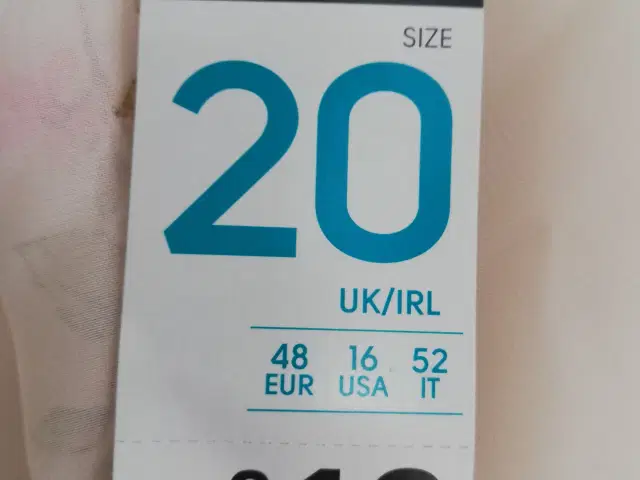 SIZE
20
UK/IRL
48 16 52
EUR USA IT